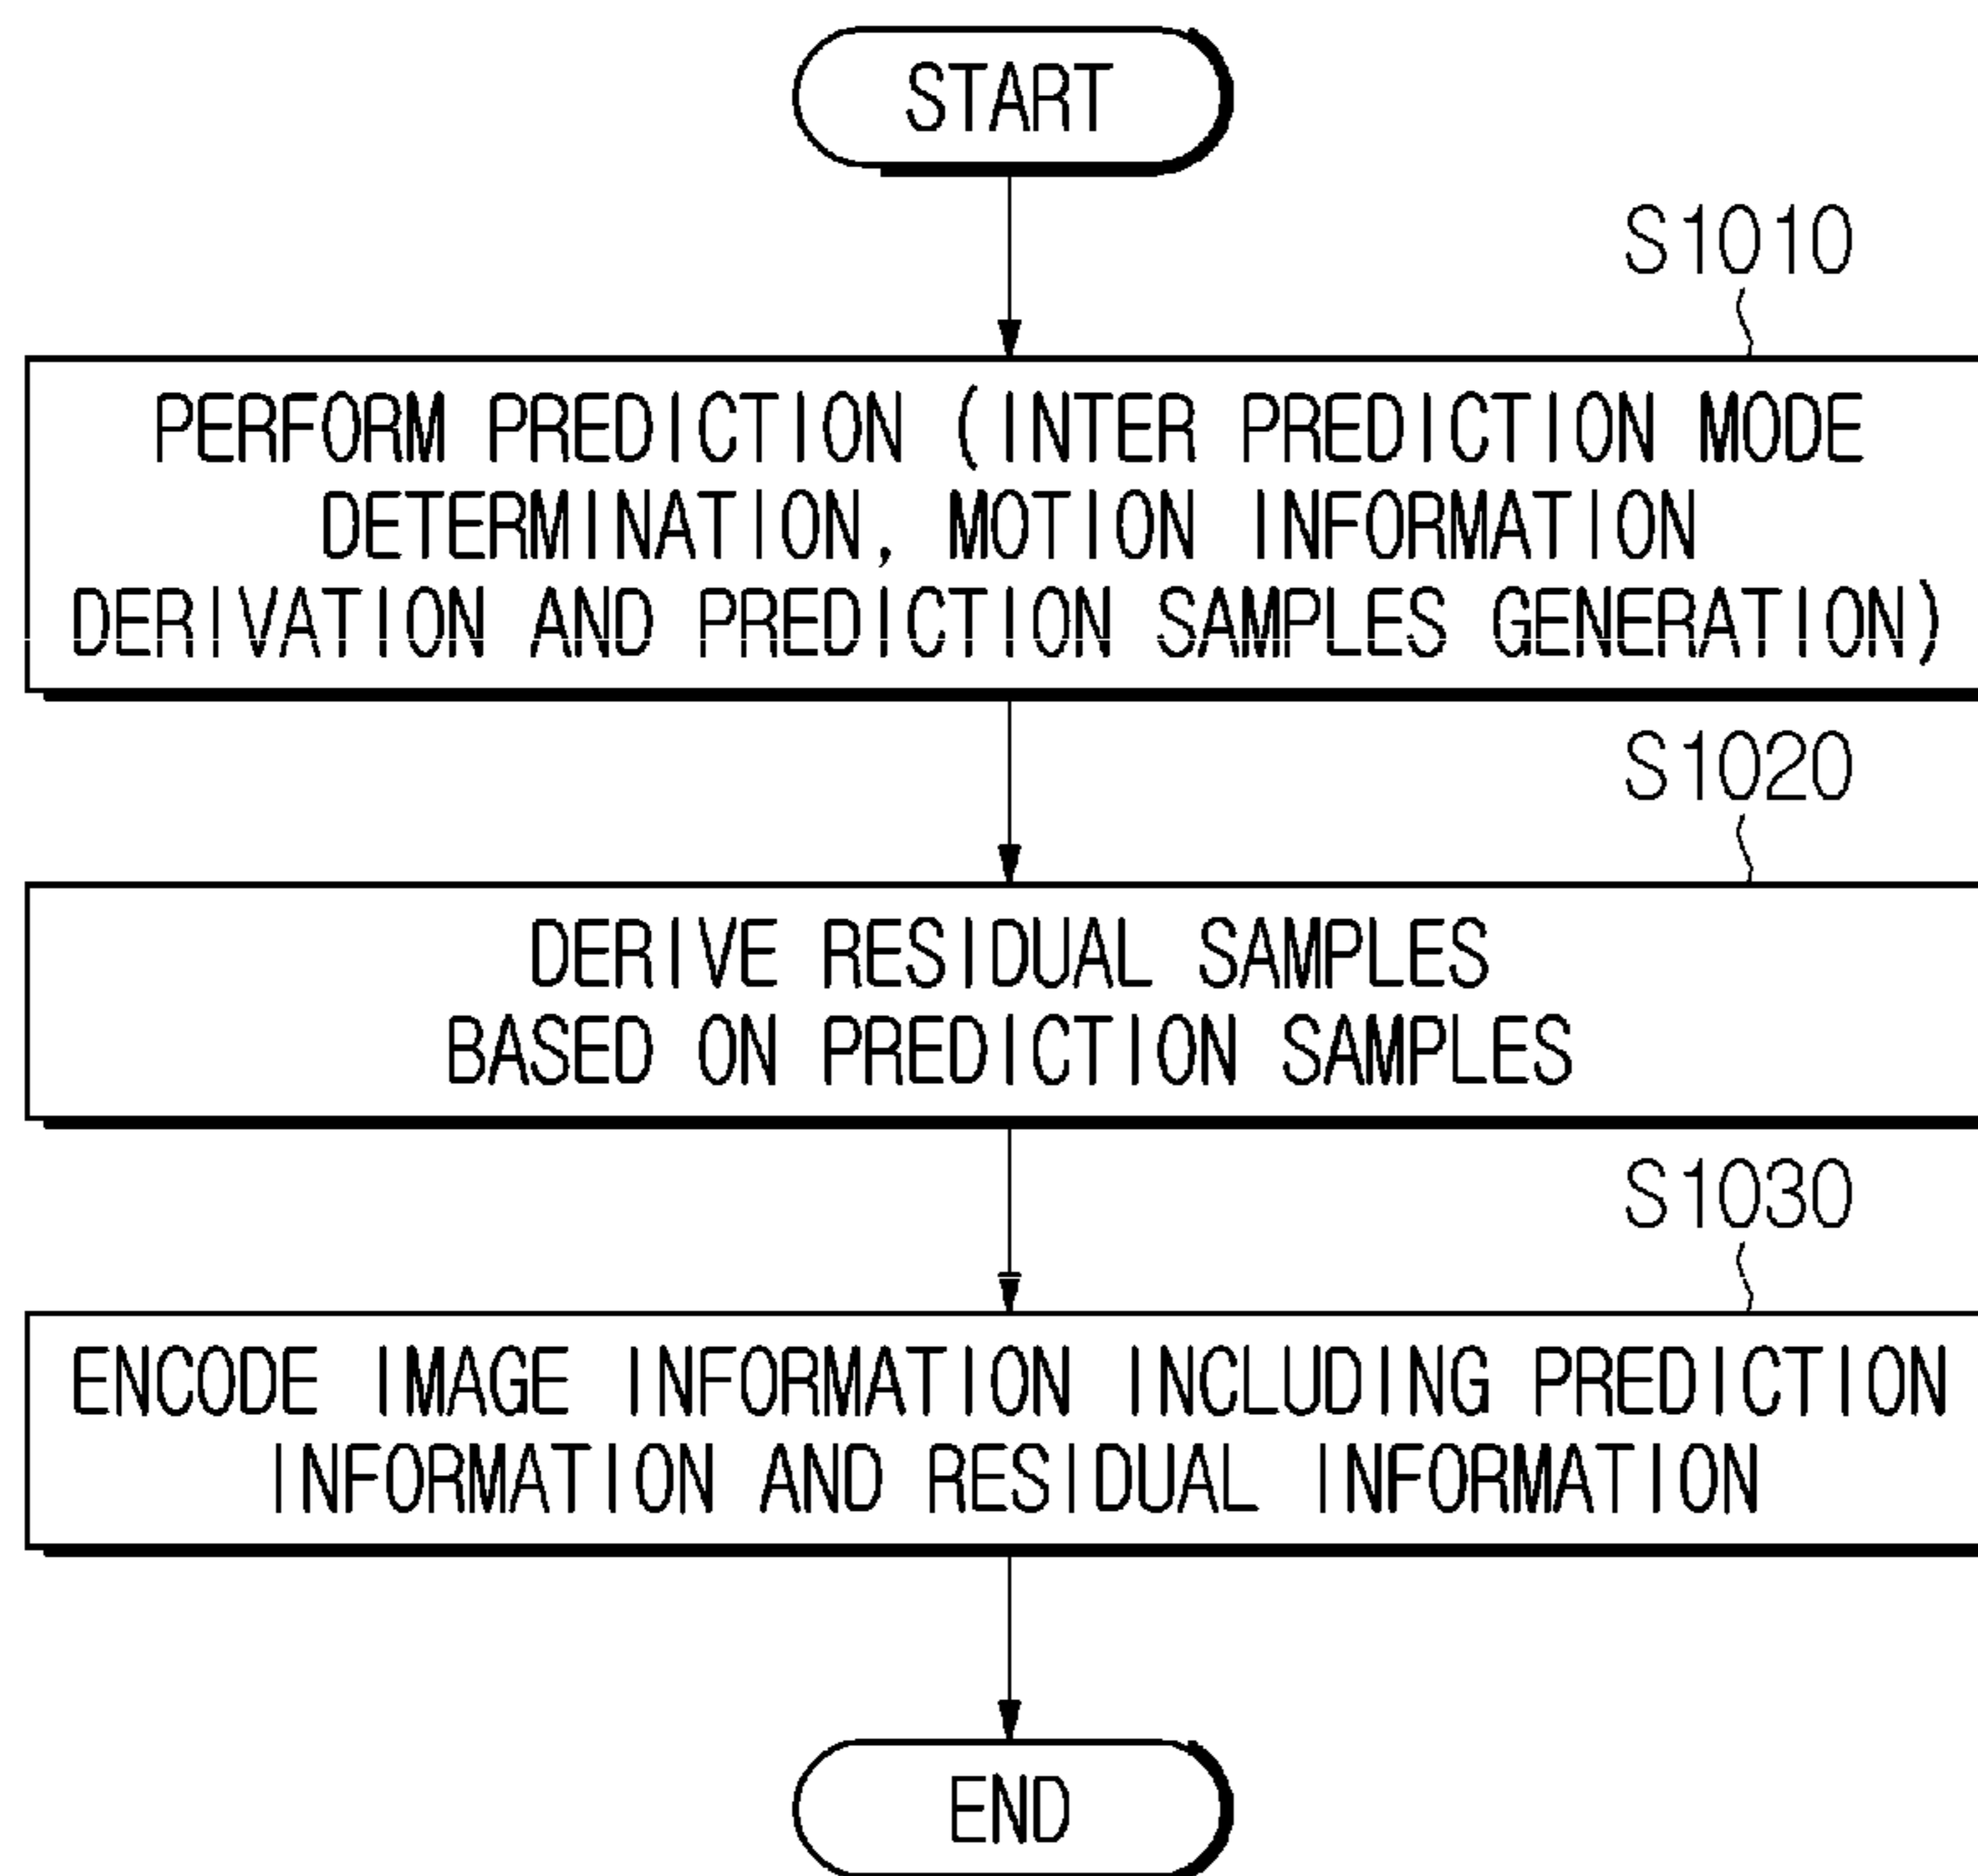 START
S1010
PERFORM PREDICTION (INTER PREDICTION MODE
DETERMINATION, MOTION INFORMATION
DERIVATION AND PREDICTION SAMPLES GENERATION)
S1020
DERIVE RESIDUAL SAMPLES
BASED ON PREDICTION SAMPLES
S1030
ENCODE IMAGE INFORMATION INCLUDING PREDICTION
INFORMATION AND RESIDUAL INFORMATION
END